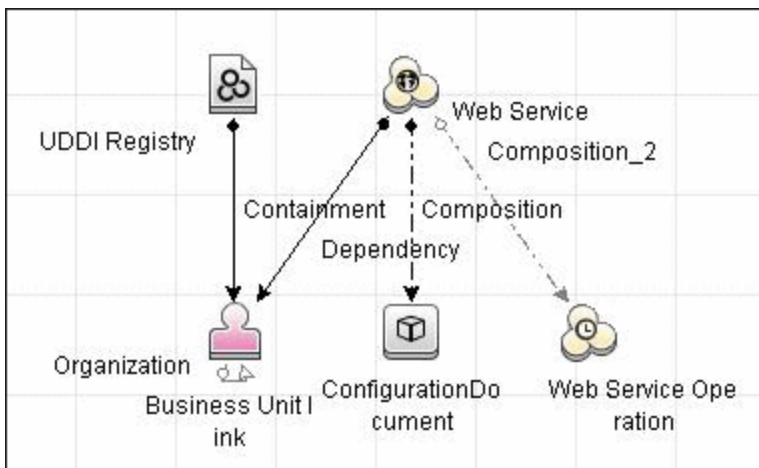 UDDI Registry
Web Service
Composition_2
Containment
Composition
Dependency
Organization
Business Unit l
ink
ConfigurationDo
cument
Web Service Ope
ration